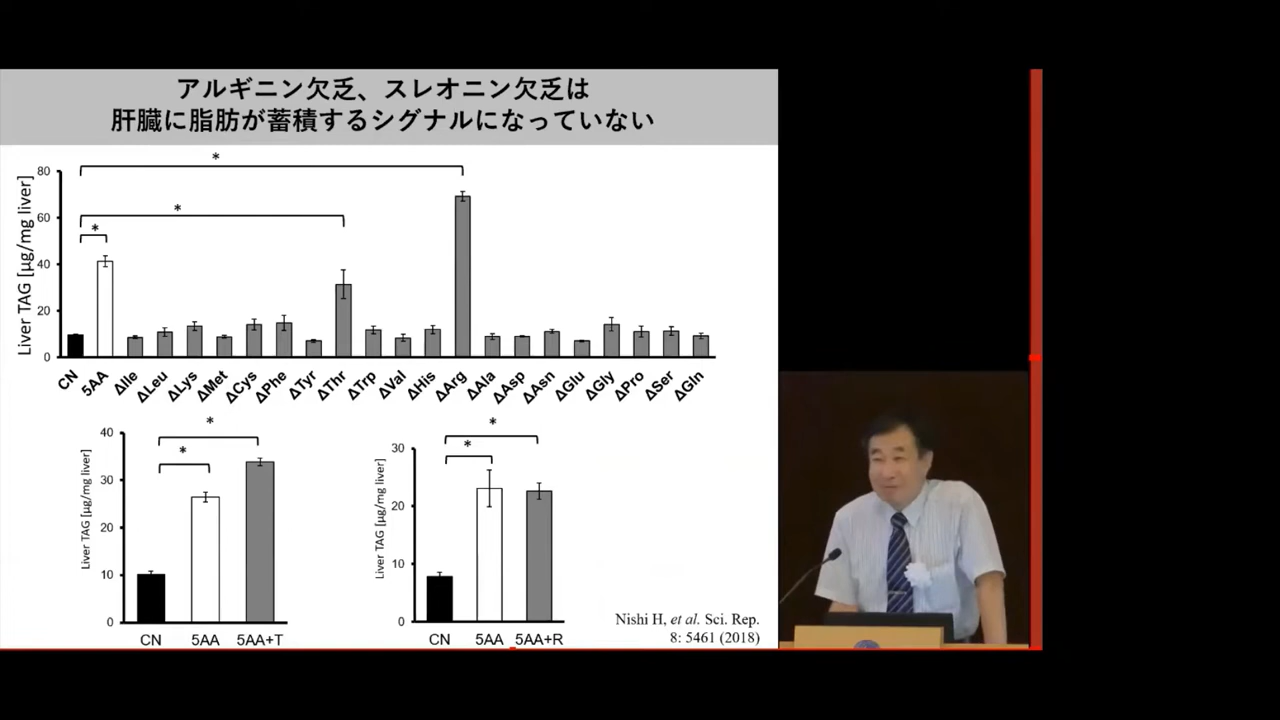 アルギニン欠乏、スレオニン欠乏は
肝臓に脂肪が蓄積するシグナルになっていない
Liver TAG [µg/mg liver]
80
60
40
20
0
*
*
*
CN 5AA ΔIle ΔLeu ΔLys ΔMet ΔCys ΔPhe ΔTyr ΔThr ΔTrp ΔVal ΔHis ΔArg ΔAla ΔAsp ΔAsn ΔGlu ΔGly ΔPro ΔSer ΔGln
Liver TAG [µg/mg liver]
40
30
20
10
0
*
*
CN 5AA 5AA+T
Liver TAG [µg/mg liver]
30
20
10
0
*
*
CN 5AA 5AA+R
Nishi H, et al. Sci. Rep.
8: 5461 (2018)